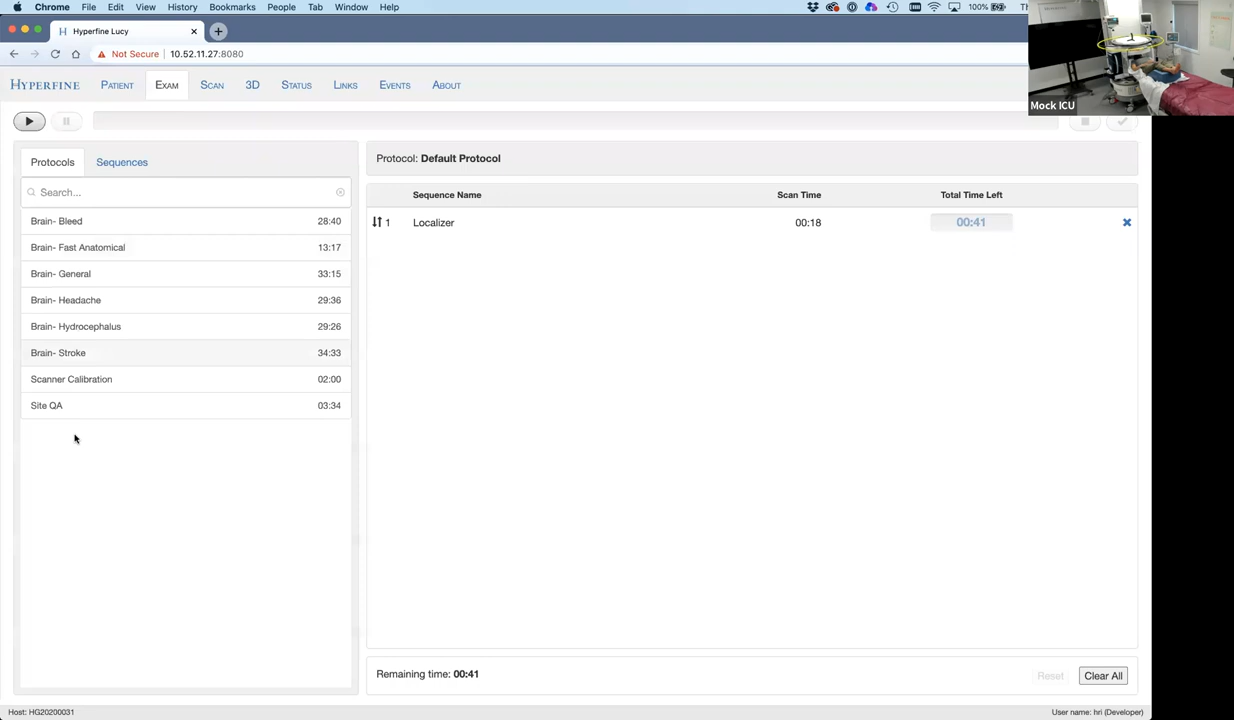 Chrome File Edit View History Bookmarks People Tab Window Help 100% Th
Hyperfine Lucy
Not Secure 10.52.11.27:8080
HYPERFINE PATIENT EXAM SCAN 3D STATUS LINKS EVENTS ABOUT
Mock ICU
Protocols Sequences
Protocol: Default Protocol
Search...
Sequence Name Scan Time Total Time Left
Brain- Bleed 28:40
1 Localizer 00:18 00:41
Brain- Fast Anatomical 13:17
Brain- General 33:15
Brain- Headache 29:36
Brain- Hydrocephalus 29:26
Brain- Stroke 34:33
Scanner Calibration 02:00
Site QA 03:34
Remaining time: 00:41 Reset Clear All
Host: HG20200031 User name: hri (Developer)